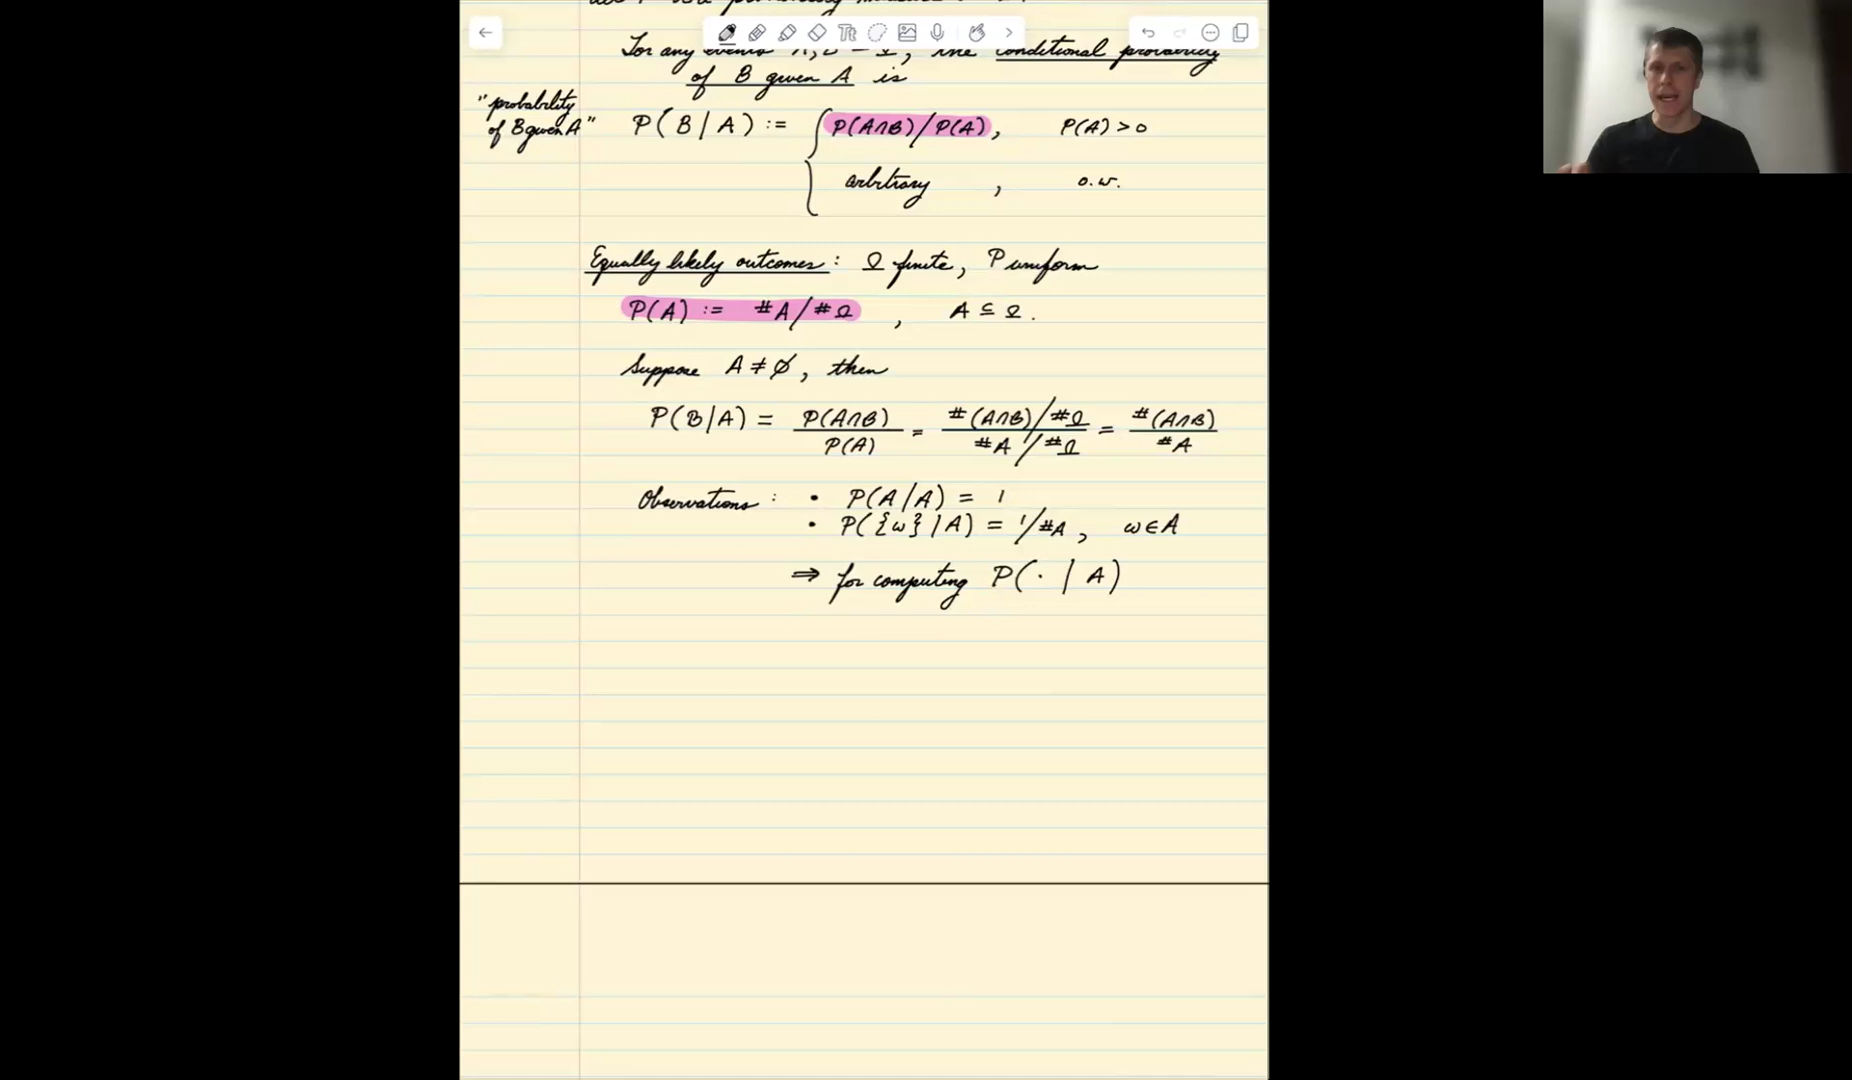 For any events A, B ⊆ Ω, the conditional probability
of B given A is
"probability
of B given A"
P(B|A) := { P(A∩B)/P(A), P(A)>0
arbitrary, o.w.
Equally likely outcomes: Ω finite, P uniform
P(A) := #A/#Ω, A ⊆ Ω.
Suppose A ≠ ∅, then
P(B|A) = P(A∩B)/P(A) = (#(A∩B)/#Ω)/(#A/#Ω) = #(A∩B)/#A
Observations: • P(A|A) = 1
• P({ω}|A) = 1/#A, ω∈A
⇒ for computing P(·|A)
Tt